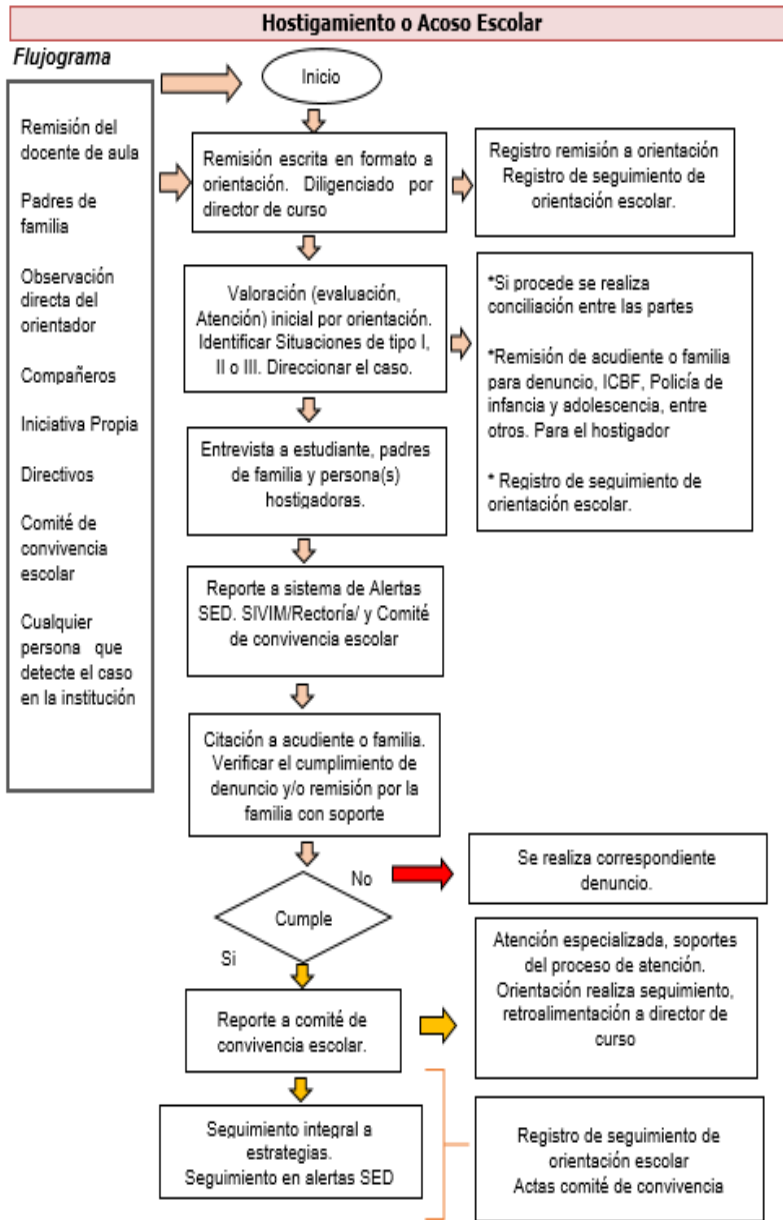 Hostigamiento o Acoso Escolar
Flujograma
Remisión del
docente de aula
Padres de
familia
Observación
directa del
orientador
Compañeros
Iniciativa Propia
Directivos
Comité de
convivencia
escolar
Cualquier
persona que
detecte el caso
en la institución
Inicio
Remisión escrita en formato a
orientación. Diligenciado por
director de curso
Registro remisión a orientación
Registro de seguimiento de
orientación escolar.
Valoración (evaluación,
Atención) inicial por orientación.
Identificar Situaciones de tipo I,
II o III. Direccionar el caso.
*Si procede se realiza
conciliación entre las partes
*Remisión de acudiente o familia
para denuncio, ICBF, Policía de
infancia y adolescencia, entre
otros. Para el hostigador
* Registro de seguimiento de
orientación escolar.
Entrevista a estudiante, padres
de familia y persona(s)
hostigadoras.
Reporte a sistema de Alertas
SED. SIVIM/Rectoría/ y Comité
de convivencia escolar
Citación a acudiente o familia.
Verificar el cumplimiento de
denuncio y/o remisión por la
familia con soporte
Cumple
No
Se realiza correspondiente
denuncio.
Si
Reporte a comité de
convivencia escolar.
Atención especializada, soportes
del proceso de atención.
Orientación realiza seguimiento,
retroalimentación a director de
curso
Seguimiento integral a
estrategias.
Seguimiento en alertas SED
Registro de seguimiento de
orientación escolar
Actas comité de convivencia